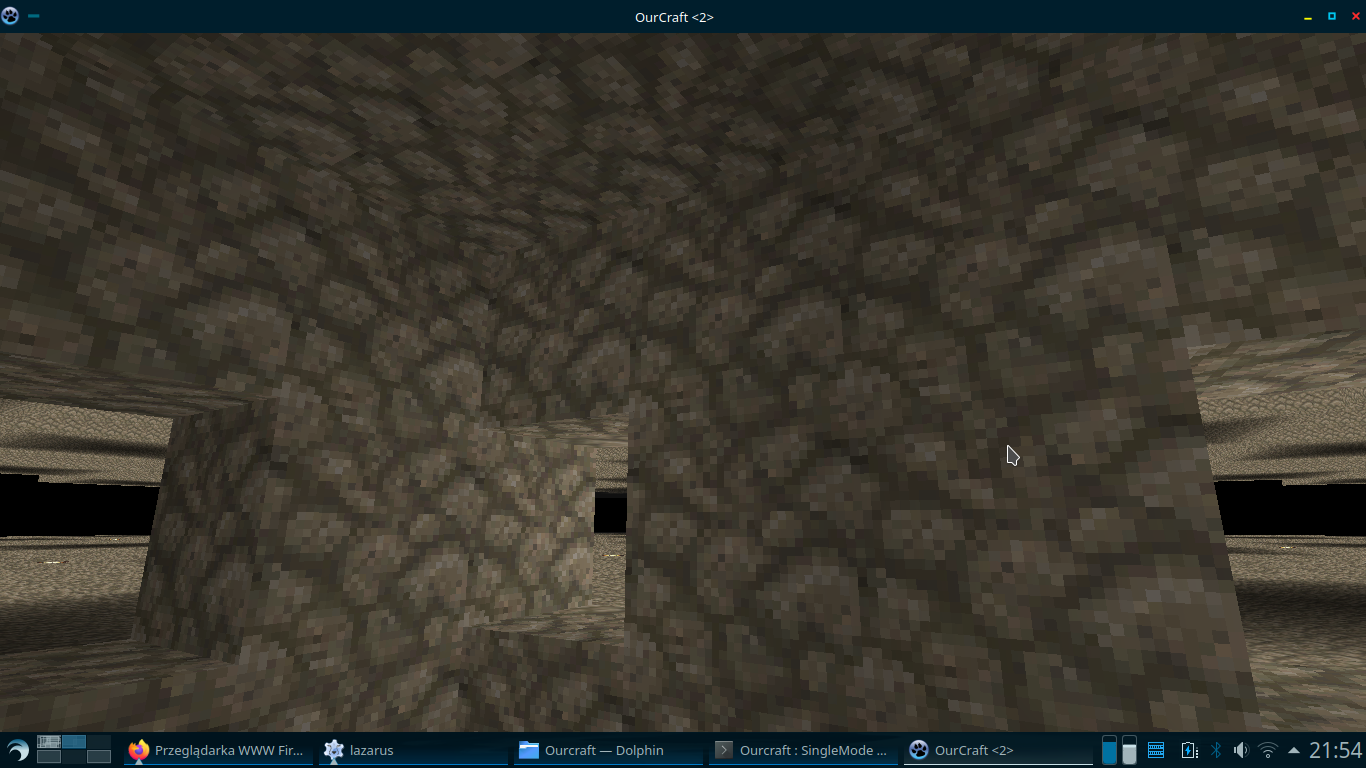 OurCraft <2>
Przeglądarka WWW Fir...
lazarus
Ourcraft — Dolphin
Ourcraft : SingleMode ...
OurCraft <2>
21:54